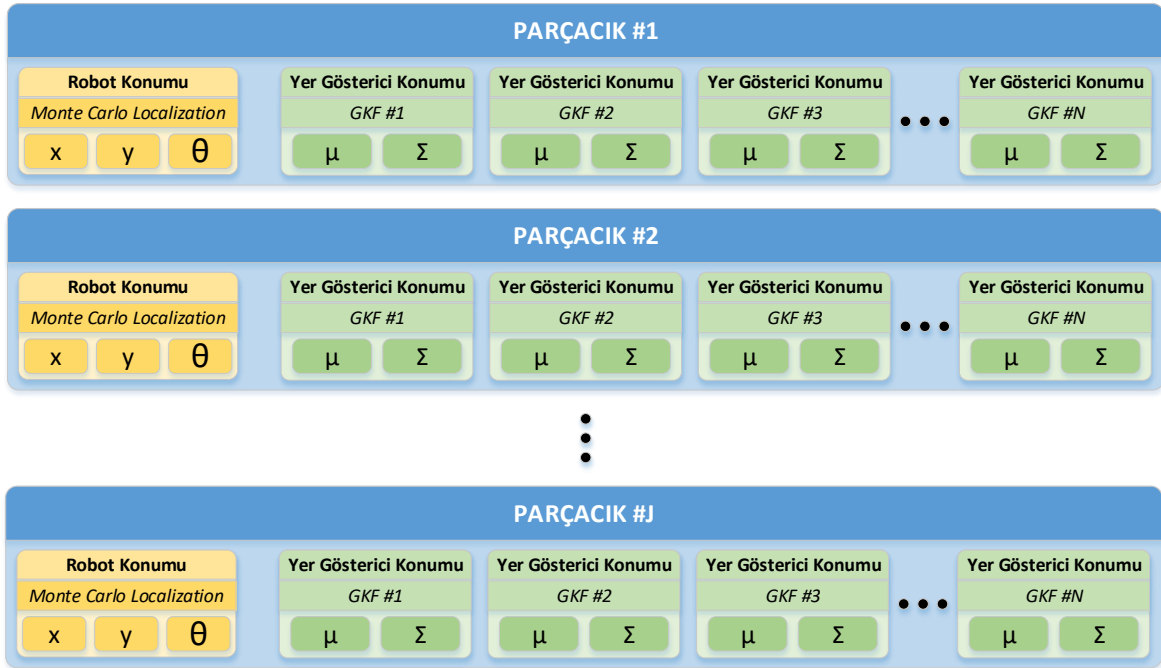 PARÇACIK #1
Robot Konumu
Monte Carlo Localization
x y θ
Yer Gösterici Konumu
GKF #1
μ Σ
Yer Gösterici Konumu
GKF #2
μ Σ
Yer Gösterici Konumu
GKF #3
μ Σ
Yer Gösterici Konumu
GKF #N
μ Σ
PARÇACIK #2
Robot Konumu
Monte Carlo Localization
x y θ
Yer Gösterici Konumu
GKF #1
μ Σ
Yer Gösterici Konumu
GKF #2
μ Σ
Yer Gösterici Konumu
GKF #3
μ Σ
Yer Gösterici Konumu
GKF #N
μ Σ
PARÇACIK #J
Robot Konumu
Monte Carlo Localization
x y θ
Yer Gösterici Konumu
GKF #1
μ Σ
Yer Gösterici Konumu
GKF #2
μ Σ
Yer Gösterici Konumu
GKF #3
μ Σ
Yer Gösterici Konumu
GKF #N
μ Σ